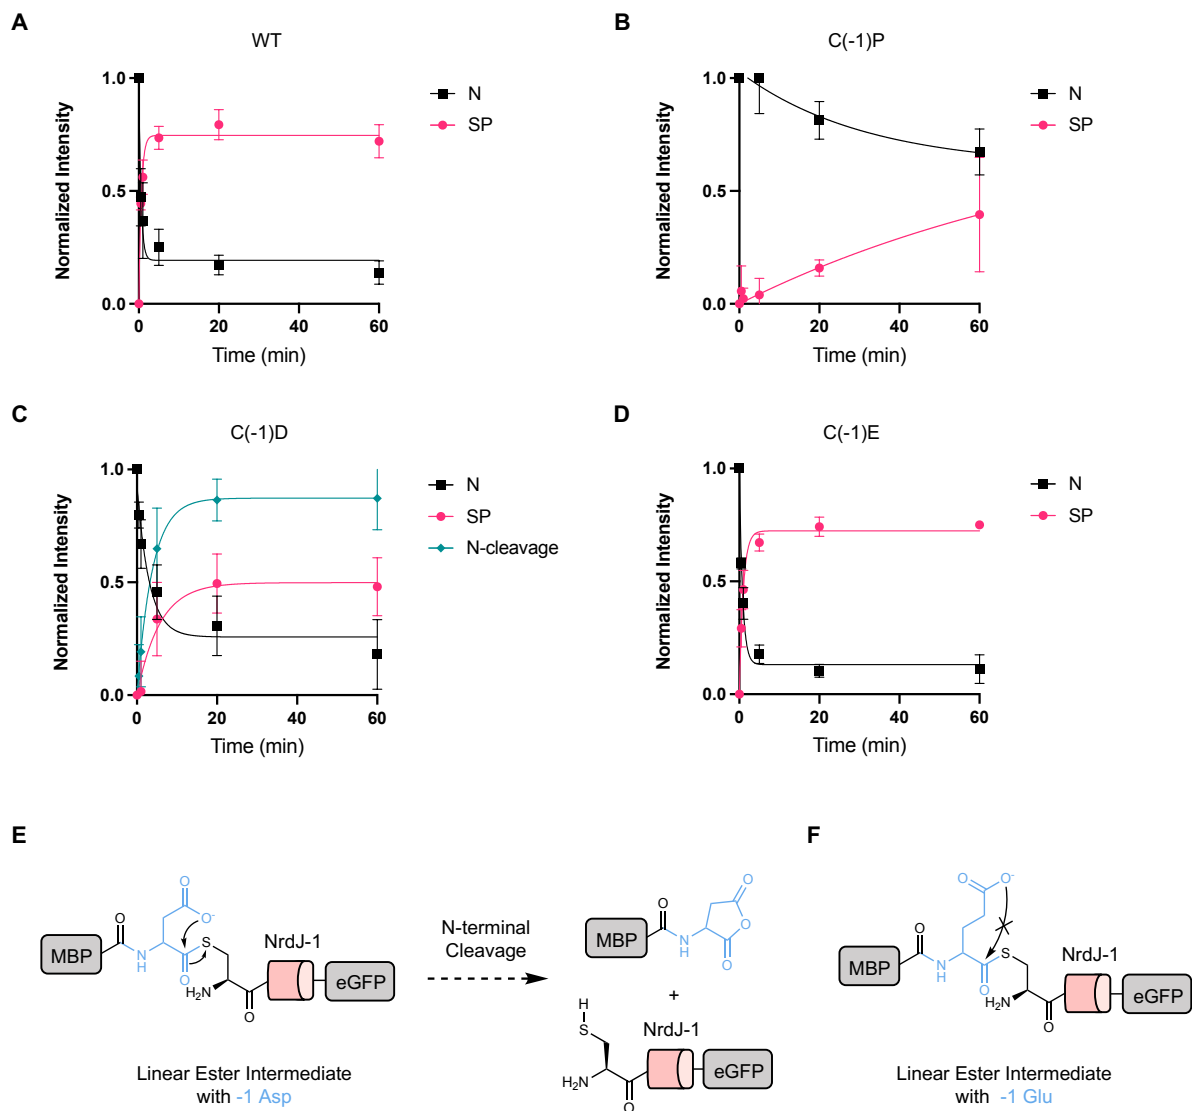 A
WT
Normalized Intensity
1.0
0.5
0.0
0
20
40
60
Time (min)
N
SP
B
C(-1)P
Normalized Intensity
1.0
0.5
0.0
0
20
40
60
Time (min)
N
SP
C
C(-1)D
Normalized Intensity
1.0
0.5
0.0
0
20
40
60
Time (min)
N
SP
N-cleavage
D
C(-1)E
Normalized Intensity
1.0
0.5
0.0
0
20
40
60
Time (min)
N
SP
E
MBP
O
N
H
O
O-
O
S
H2N
O
NrdJ-1
eGFP
Linear Ester Intermediate
with -1 Asp
N-terminal
Cleavage
MBP
O
N
H
O
O
O
+
H
S
H2N
O
NrdJ-1
eGFP
F
MBP
O
N
H
O
O-
O
S
H2N
O
NrdJ-1
eGFP
Linear Ester Intermediate
with -1 Glu